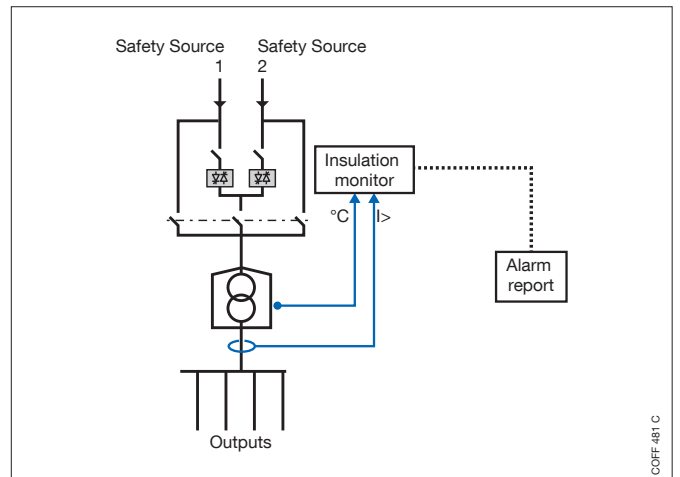 Safety Source
1
Safety Source
2
Insulation
monitor
°C
I>
Alarm
report
Outputs
COFF 481 C